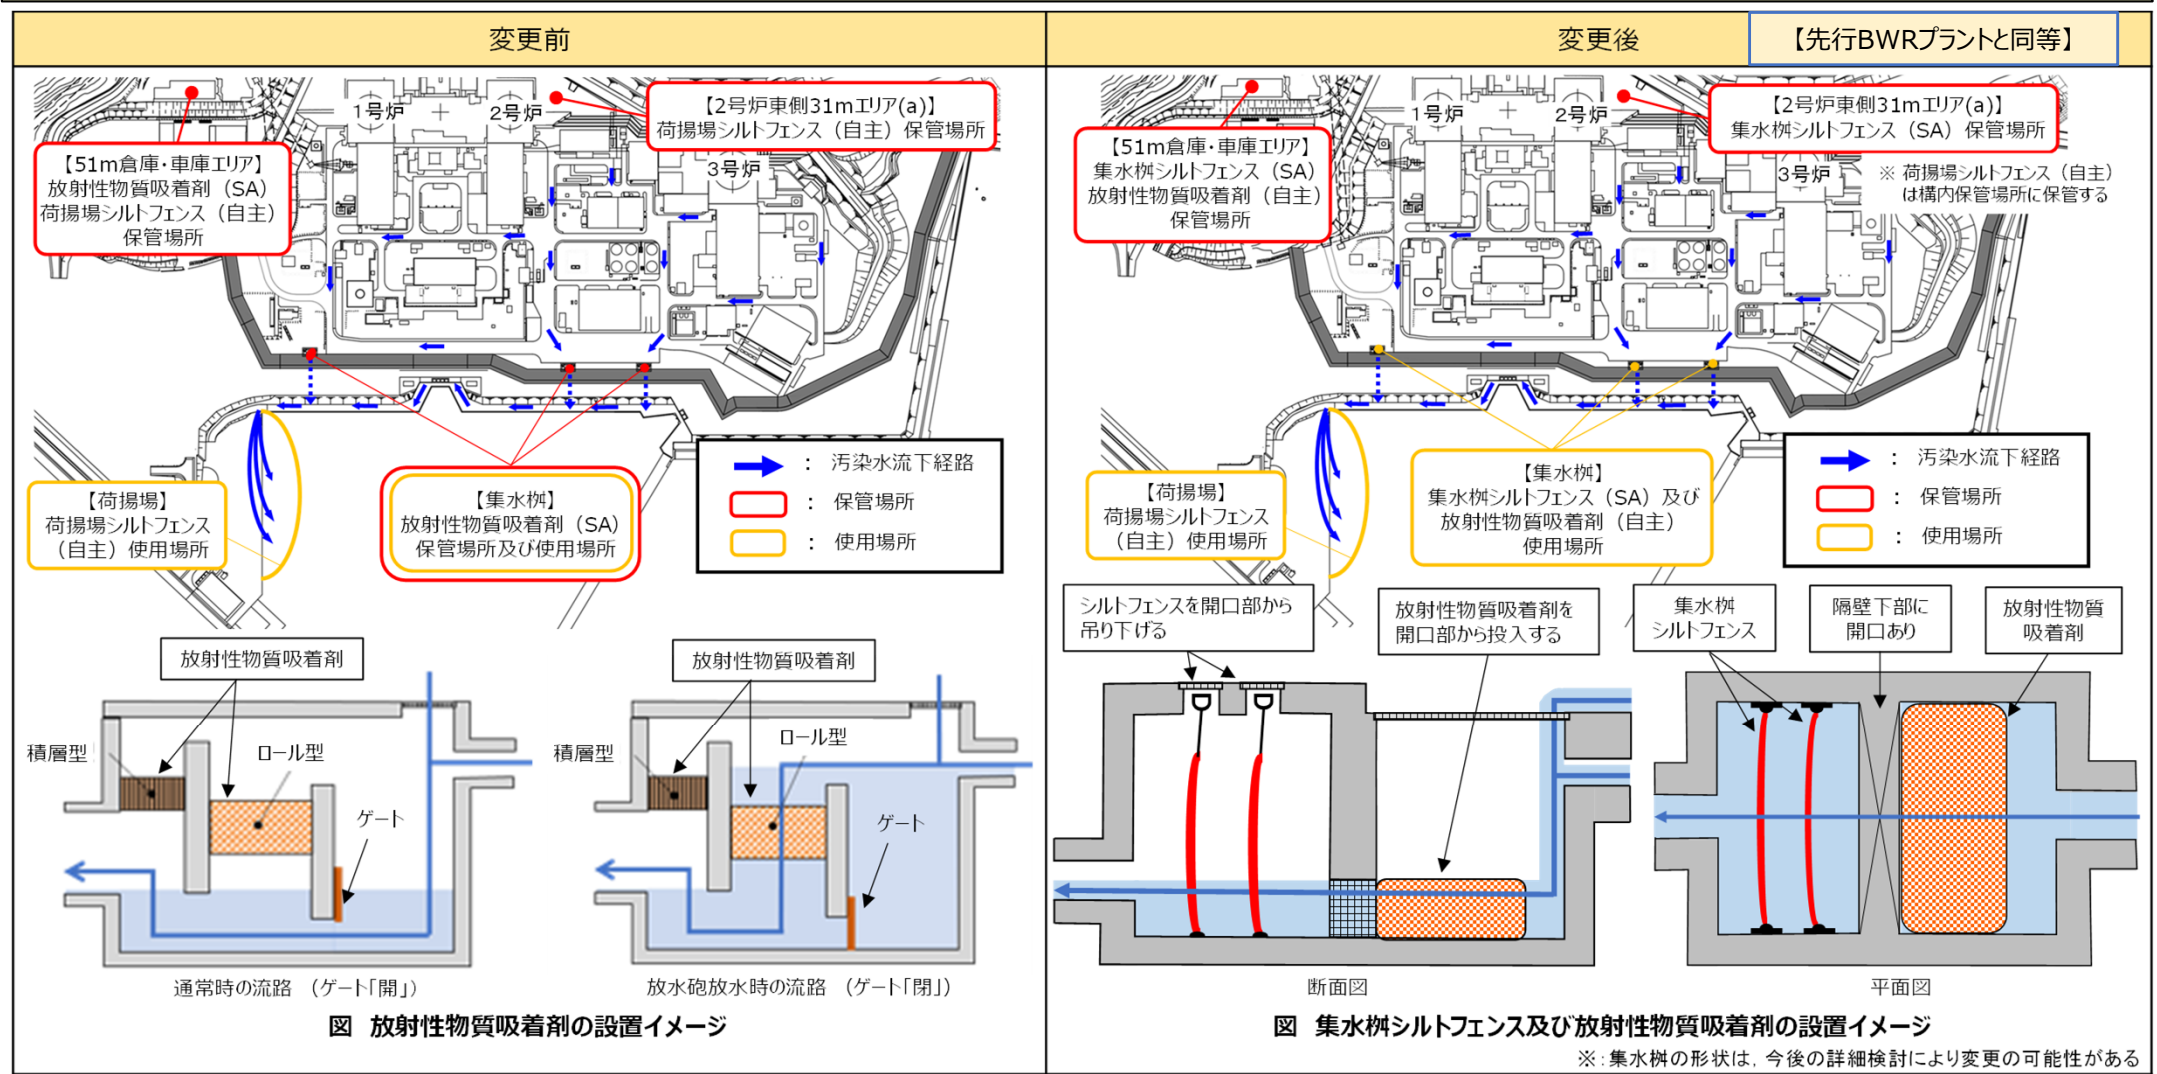 変更前
1号炉
2号炉
3号炉
【2号炉東側31mエリア(a)】
荷揚場シルトフェンス（自主）保管場所
【51m倉庫・車庫エリア】
放射性物質吸着剤（SA）
荷揚場シルトフェンス（自主）
保管場所
【荷揚場】
荷揚場シルトフェンス
（自主）使用場所
【集水桝】
放射性物質吸着剤（SA）
保管場所及び使用場所
： 汚染水流下経路
： 保管場所
： 使用場所
放射性物質吸着剤
積層型
ロール型
ゲート
通常時の流路 （ゲート「開」）
放射性物質吸着剤
積層型
ロール型
ゲート
放水砲放水時の流路 （ゲート「閉」）
図 放射性物質吸着剤の設置イメージ
変更後
【先行BWRプラントと同等】
1号炉
2号炉
3号炉
【2号炉東側31mエリア(a)】
集水桝シルトフェンス（SA）保管場所
※ 荷揚場シルトフェンス（自主）
は構内保管場所に保管する
【51m倉庫・車庫エリア】
集水桝シルトフェンス（SA）
放射性物質吸着剤（自主）
保管場所
【荷揚場】
荷揚場シルトフェンス
（自主）使用場所
【集水桝】
集水桝シルトフェンス（SA）及び
放射性物質吸着剤（自主）
使用場所
： 汚染水流下経路
： 保管場所
： 使用場所
シルトフェンスを開口部から
吊り下げる
放射性物質吸着剤を
開口部から投入する
集水桝
シルトフェンス
隔壁下部に
開口あり
放射性物質
吸着剤
断面図
平面図
図 集水桝シルトフェンス及び放射性物質吸着剤の設置イメージ
※：集水桝の形状は，今後の詳細検討により変更の可能性がある